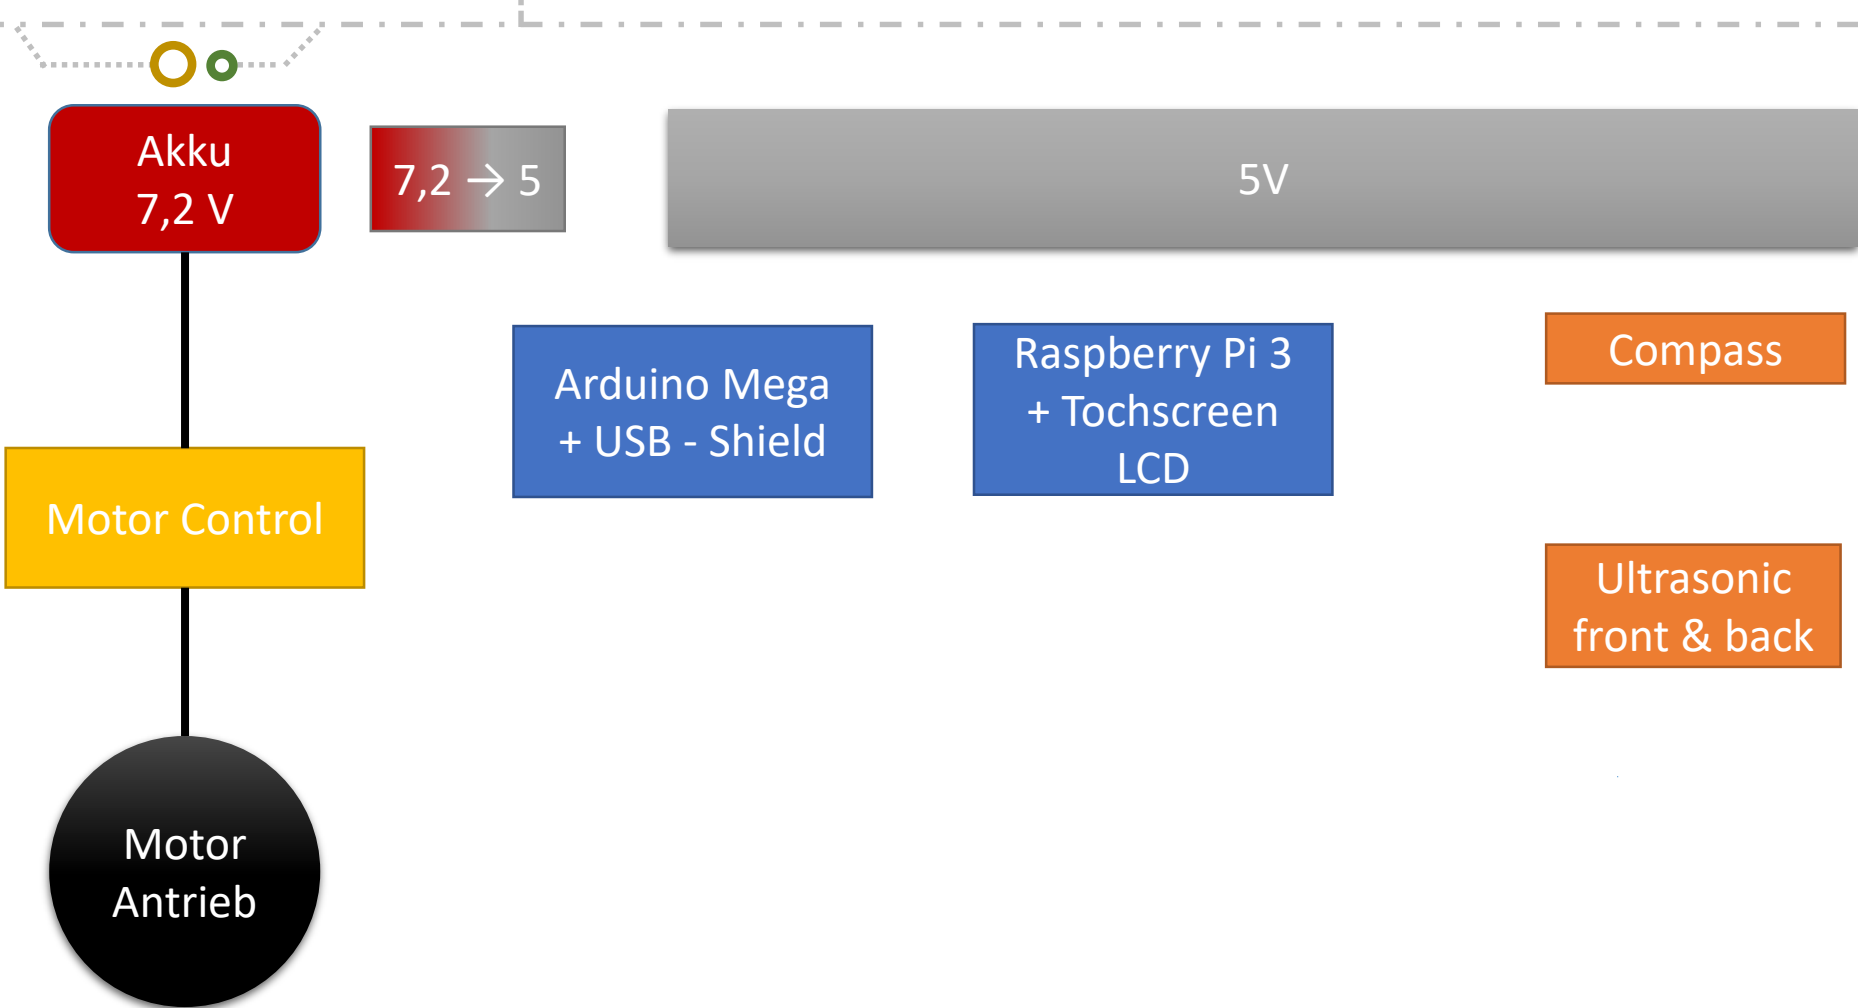 Akku
7,2 V
7,2 → 5
5V
Arduino Mega
+ USB - Shield
Raspberry Pi 3
+ Tochscreen
LCD
Compass
Motor Control
Ultrasonic
front & back
Motor
Antrieb